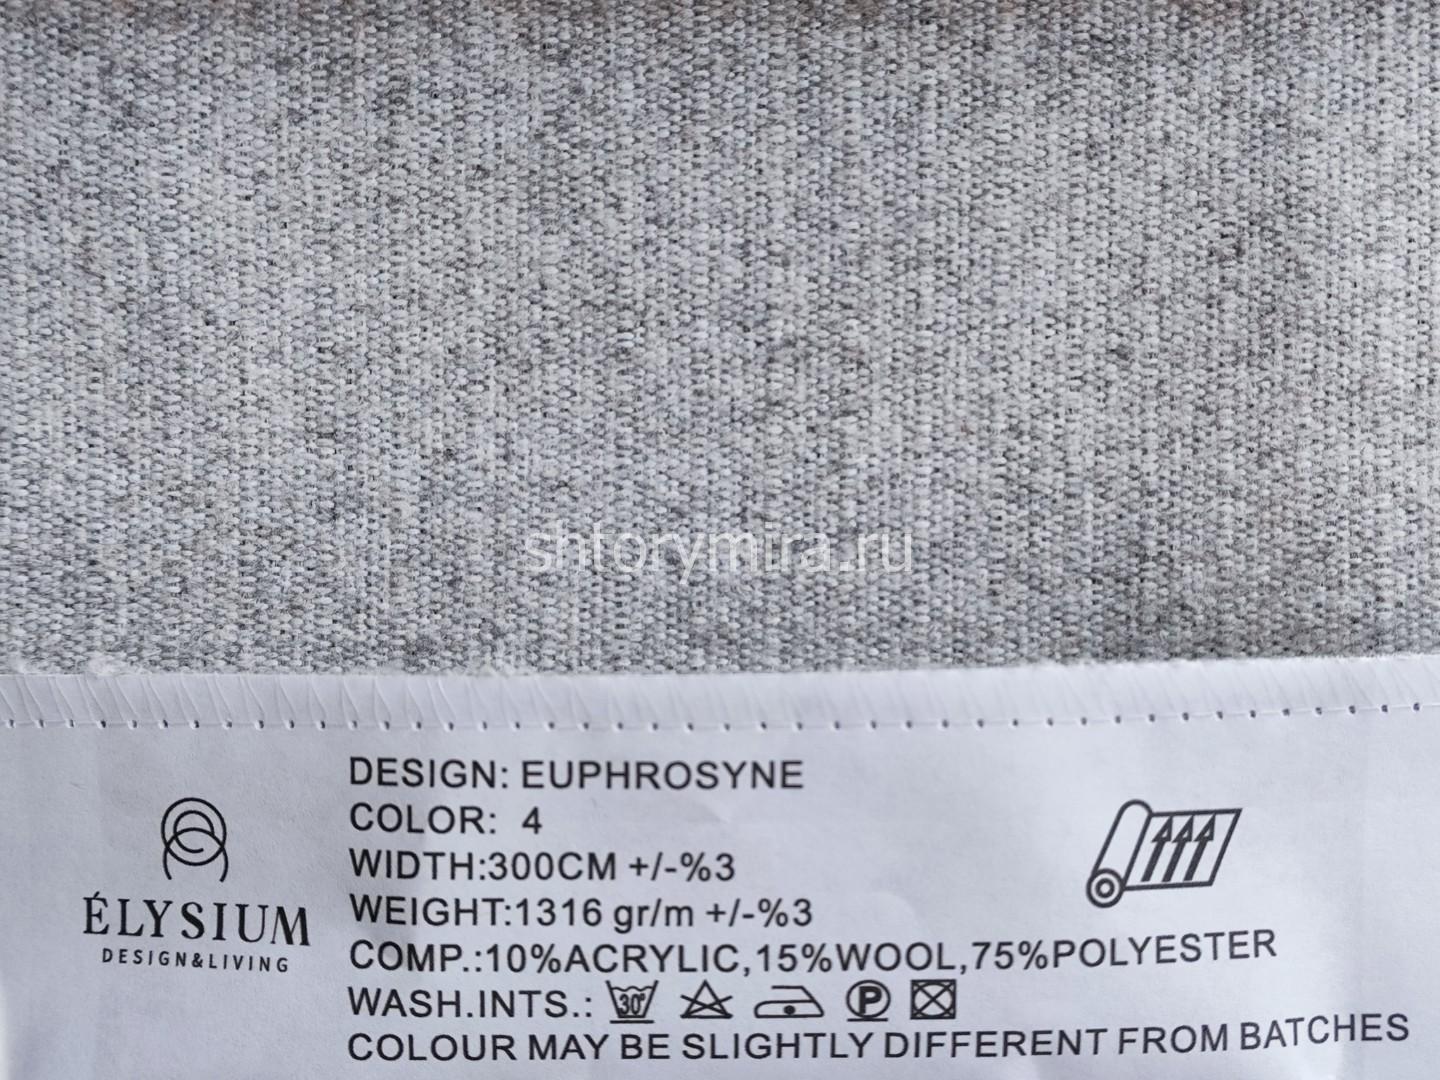 shtorymira.ru
DESIGN: EUPHROSYNE
COLOR: 4
WIDTH:300CM +/-%3
WEIGHT:1316 gr/m +/-%3
COMP.:10%ACRYLIC,15%WOOL,75%POLYESTER
WASH.INTS.: 30° P
COLOUR MAY BE SLIGHTLY DIFFERENT FROM BATCHES
ÉLYSIUM
DESIGN&LIVING